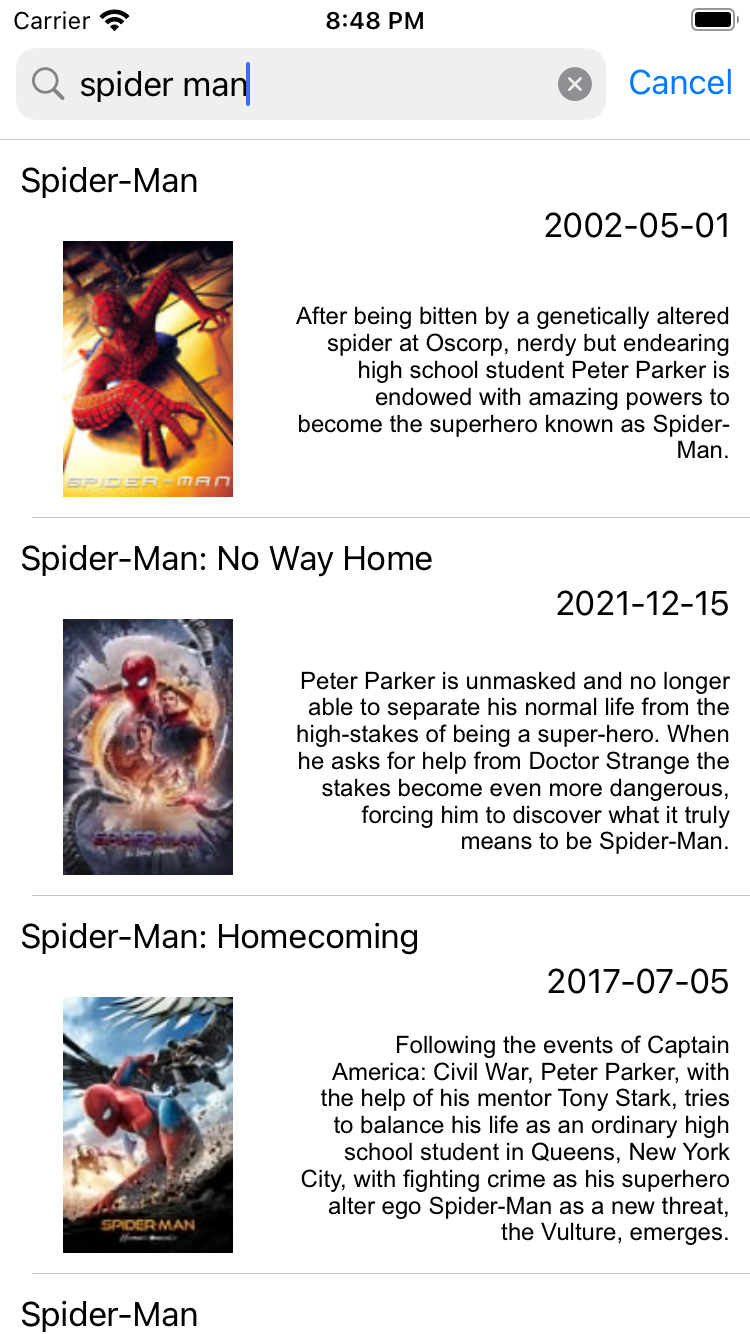 Carrier 8:48 PM
spider man Cancel
Spider-Man
2002-05-01
After being bitten by a genetically altered
spider at Oscorp, nerdy but endearing
high school student Peter Parker is
endowed with amazing powers to
become the superhero known as Spider-
Man.
SPIDER-MAN
Spider-Man: No Way Home
2021-12-15
Peter Parker is unmasked and no longer
able to separate his normal life from the
high-stakes of being a super-hero. When
he asks for help from Doctor Strange the
stakes become even more dangerous,
forcing him to discover what it truly
means to be Spider-Man.
SPIDER-MAN
Spider-Man: Homecoming
2017-07-05
Following the events of Captain
America: Civil War, Peter Parker, with
the help of his mentor Tony Stark, tries
to balance his life as an ordinary high
school student in Queens, New York
City, with fighting crime as his superhero
alter ego Spider-Man as a new threat,
the Vulture, emerges.
SPIDER-MAN
Spider-Man